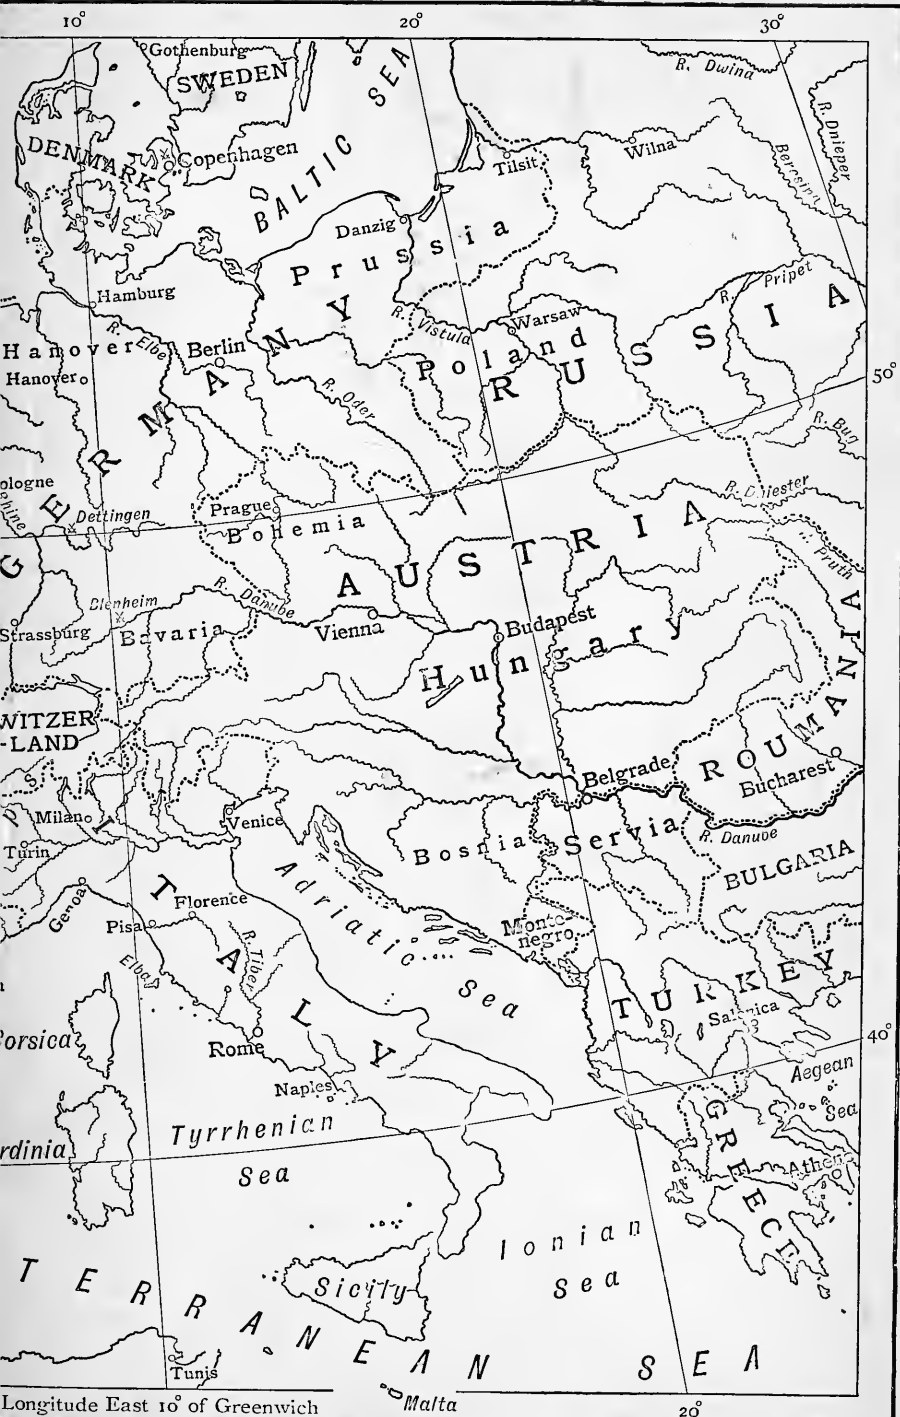 10°
20°
30°
Gothenburg
SWEDEN
BALTIC SEA
R. Dwina
R. Dnieper
DENMARK
Copenhagen
Tilsit
Wilna
Beresina
Danzig
Prussia
Hamburg
R. Vistula
Warsaw
R. Pripet
RUSSIA
Hanover
R. Elbe
Berlin
GERMANY
Poland
Hanover
R. Oder
50°
R. Bug
ologne
Rhine
Dettingen
Prague
Bohemia
R. Dniester
AUSTRIA
R. Pruth
Blenheim
R. Danube
Strassburg
Bavaria
Vienna
Budapest
Hungary
WITZER
-LAND
ROUMANIA
PS
Belgrade
Bucharest
Milan
Venice
Turin
Bosnia
Servia
R. Danube
BULGARIA
Genoa
Adriatic
Sea
ITALY
Florence
Pisa
R. Tiber
Monte-
negro
Elba
TURKEY
Salonica
Corsica
Rome
40°
Naples
Aegean
Sea
rdinia
Tyrrhenian
Sea
GREECE
Athens
Ionian
Sea
Sicily
TERRANEAN SEA
Tunis
Malta
Longitude East 10° of Greenwich
20°